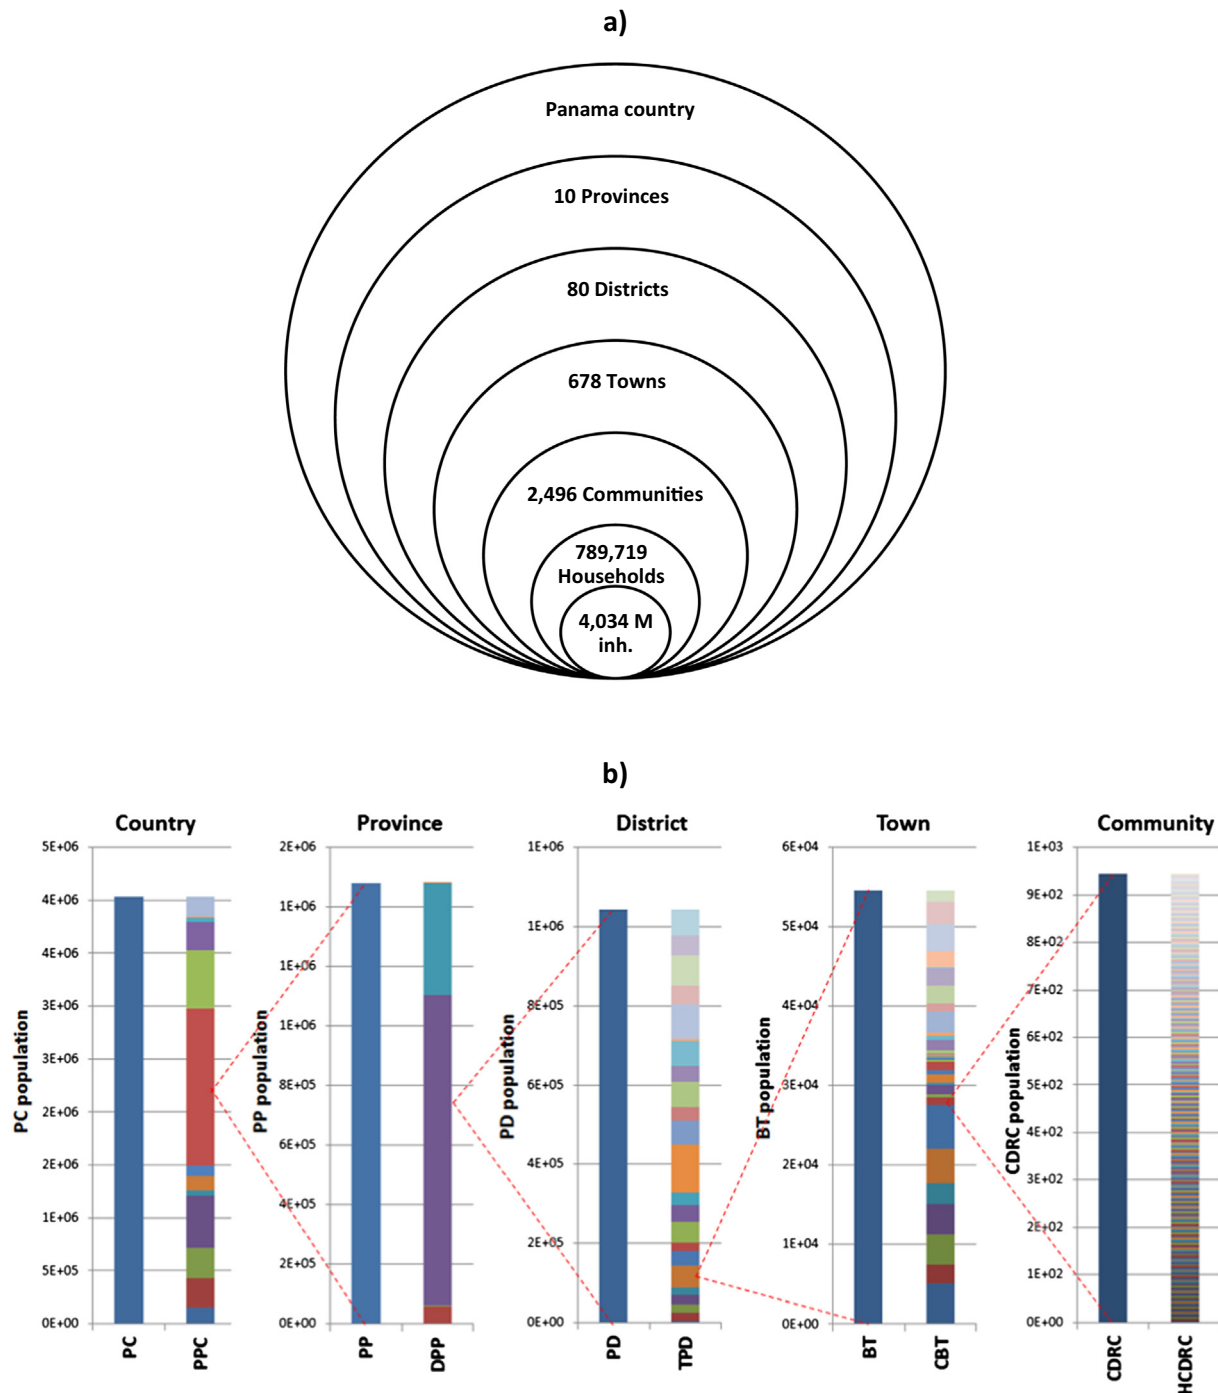 a)
Panama country
10 Provinces
80 Districts
678 Towns
2,496 Communities
789,719
Households
4,034 M
inh.
b)
Country
PC population
5E+06
4E+06
4E+06
3E+06
3E+06
2E+06
2E+06
1E+06
5E+05
0E+00
PC
PPC
Province
PP population
2E+06
1E+06
1E+06
1E+06
8E+05
6E+05
4E+05
2E+05
0E+00
PP
DPP
District
PD population
1E+06
1E+06
8E+05
6E+05
4E+05
2E+05
0E+00
PD
TPD
Town
BT population
6E+04
5E+04
4E+04
3E+04
2E+04
1E+04
0E+00
BT
CBT
Community
CDRC population
1E+03
9E+02
8E+02
7E+02
6E+02
5E+02
4E+02
3E+02
2E+02
1E+02
0E+00
CDRC
HCDRC